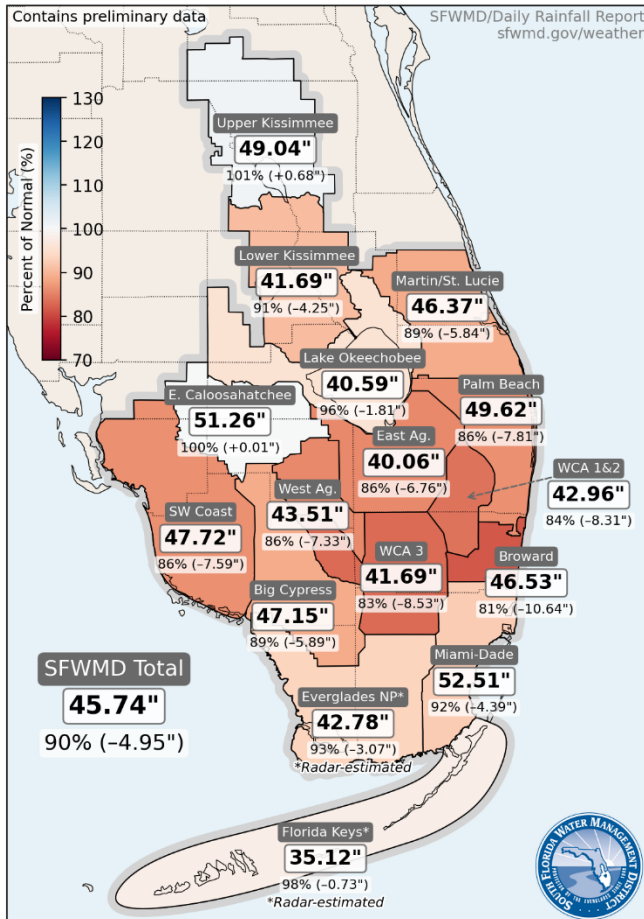 Contains preliminary data
SFWMD/Daily Rainfall Report
sfwmd.gov/weather
Percent of Normal (%)
130
120
110
100
90
80
70
Upper Kissimmee
49.04"
101% (+0.68")
Lower Kissimmee
41.69"
91% (−4.25")
Martin/St. Lucie
46.37"
89% (−5.84")
Lake Okeechobee
40.59"
96% (−1.81")
E. Caloosahatchee
51.26"
100% (+0.01")
Palm Beach
49.62"
86% (−7.81")
East Ag.
40.06"
86% (−6.76")
WCA 1&2
42.96"
84% (−8.31")
West Ag.
43.51"
86% (−7.33")
SW Coast
47.72"
86% (−7.59")
WCA 3
41.69"
83% (−8.53")
Broward
46.53"
81% (−10.64")
Big Cypress
47.15"
89% (−5.89")
Miami-Dade
52.51"
92% (−4.39")
SFWMD Total
45.74"
90% (−4.95")
Everglades NP*
42.78"
93% (−3.07")
*Radar-estimated
Florida Keys*
35.12"
98% (−0.73")
*Radar-estimated
SOUTH FLORIDA WATER MANAGEMENT DISTRICT